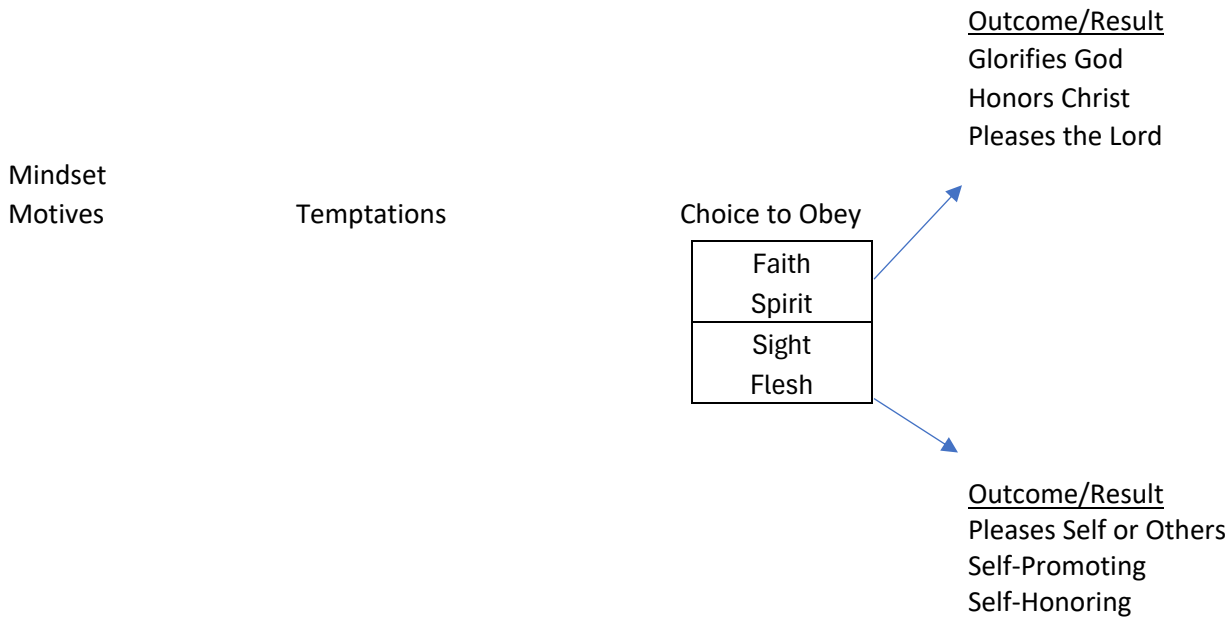 Outcome/Result
Glorifies God
Honors Christ
Pleases the Lord
Mindset
Motives
Temptations
Choice to Obey
Faith
Spirit
Sight
Flesh
Outcome/Result
Pleases Self or Others
Self-Promoting
Self-Honoring